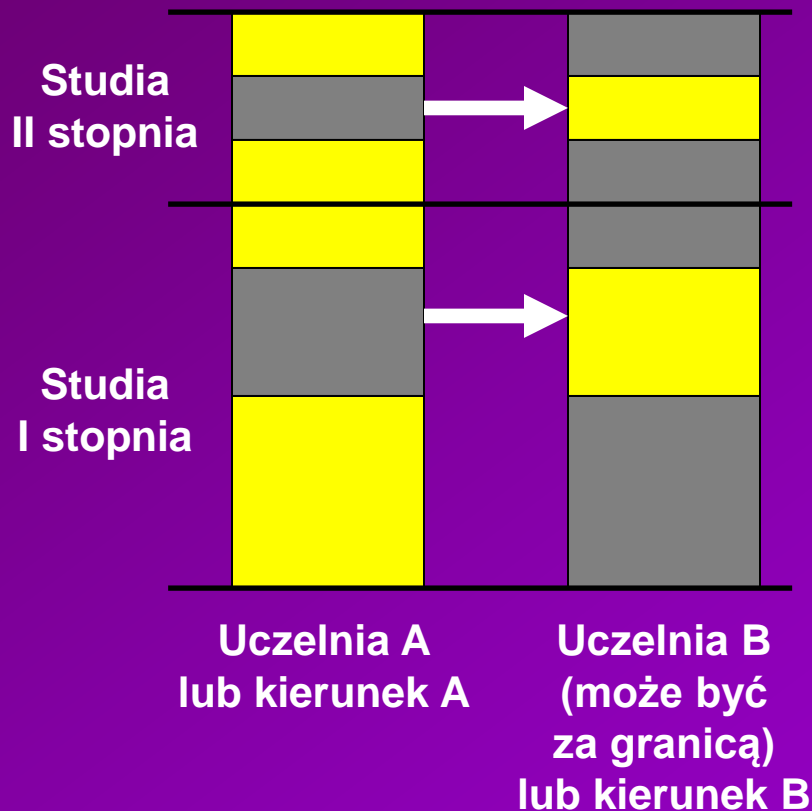 Studia
II stopnia
Studia
I stopnia
Uczelnia A
lub kierunek A
Uczelnia B
(może być
za granicą)
lub kierunek B